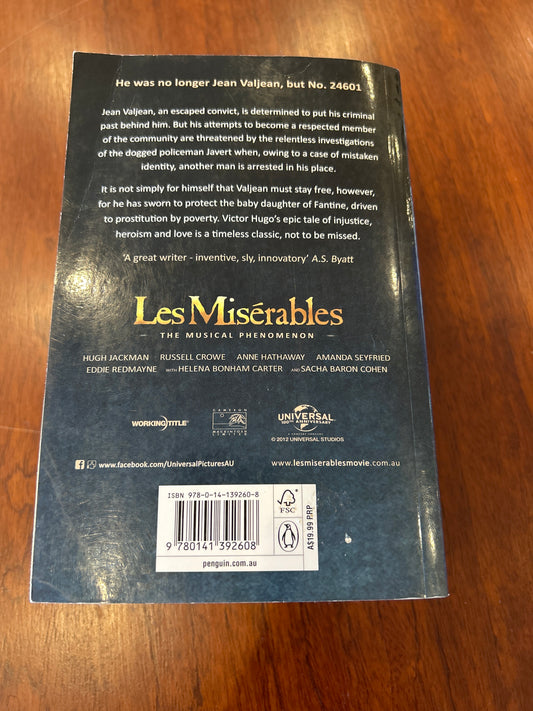 He was no longer Jean Valjean, but No. 24601
Jean Valjean, an escaped convict, is determined to put his criminal
past behind him. But his attempts to become a respected member
of the community are threatened by the relentless investigations
of the dogged policeman Javert when, owing to a case of mistaken
identity, another man is arrested in his place.
It is not simply for himself that Valjean must stay free, however,
for he has sworn to protect the baby daughter of Fantine, driven
to prostitution by poverty. Victor Hugo's epic tale of injustice,
heroism and love is a timeless classic, not to be missed.
'A great writer - inventive, sly, innovatory' A.S. Byatt
Les Misérables
THE MUSICAL PHENOMENON
HUGH JACKMAN RUSSELL CROWE ANNE HATHAWAY AMANDA SEYFRIED
EDDIE REDMAYNE WITH HELENA BONHAM CARTER AND SACHA BARON COHEN
WORKING TITLE
CAMERON
MACKINTOSH
UNIVERSAL
100TH ANNIVERSARY
© 2012 UNIVERSAL STUDIOS
www.facebook.com/UniversalPicturesAU
www.lesmiserablesmovie.com.au
ISBN 978-0-14-139260-8
FSC
9 780141 392608
penguin.com.au
A$19.99 P.RP